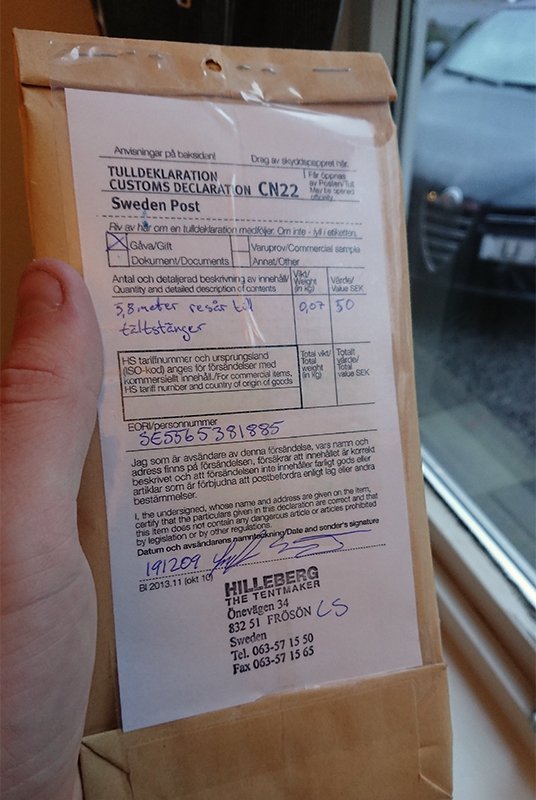 Anvisningar på baksidan!
Drag av skyddspappret här.
TULLDEKLARATION
CUSTOMS DECLARATION CN22
Får öppnas
av Posten/Tull
May be opened
officially
Sweden Post
Riv av här om en tulldeklaration medföljer. Om inte - fyll i etiketten.
Gåva/Gift
Varuprov/Commercial sample
Dokument/Documents
Annat/Other
Antal och detaljerad beskrivning av innehåll/
Quantity and detailed description of contents
Vikt/
Weight
(in kg)
Värde/
Value SEK
5,8 meter resår till
tältstänger
0,07
50
HS tariffnummer och ursprungsland
(ISO-kod) anges för försändelser med
kommersiellt innehåll./For commercial items,
HS tariff number and country of origin of goods
Total vikt/
Total
weight
(in kg)
Totalt
värde/
Total
value SEK
EORI/personnummer
SE5565381885
Jag som är avsändare av denna försändelse, vars namn och
adress finns på försändelsen, försäkrar att innehållet är korrekt
beskrivet och att försändelsen inte innehåller farligt gods eller
artiklar som är förbjudna att postbefordra enligt lag eller andra
bestämmelser.
I, the undersigned, whose name and address are given on the item,
certify that the particulars given in this declaration are correct and that
this item does not contain any dangerous article or articles prohibited
by legislation or by other regulations.
Datum och avsändarens namnteckning/Date and sender's signature
191209
Bl 2013.11 (okt 10)
HILLEBERG
THE TENTMAKER
Önevägen 34
832 51 FRÖSÖN
Sweden
Tel. 063-57 15 50
Fax 063-57 15 65